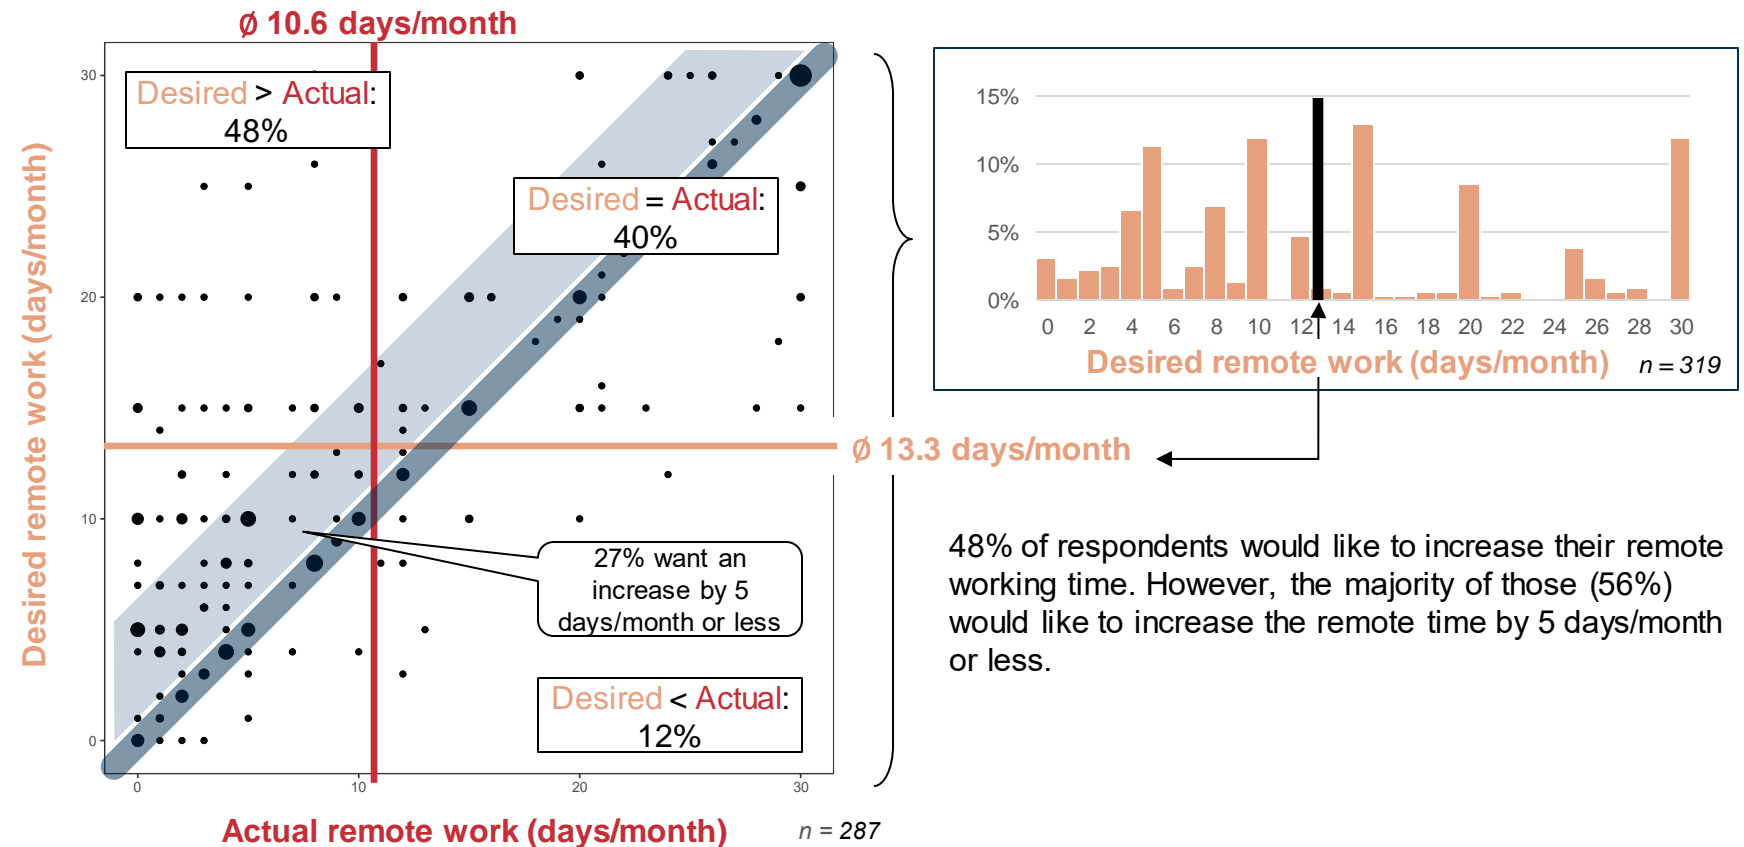 Ø 10.6 days/month
Desired remote work (days/month)
30
20
10
0
Desired > Actual:
48%
Desired = Actual:
40%
27% want an
increase by 5
days/month or less
Desired < Actual:
12%
0
10
20
30
Actual remote work (days/month)
n = 287
15%
10%
5%
0%
0 2 4 6 8 10 12 14 16 18 20 22 24 26 28 30
Desired remote work (days/month)
n = 319
Ø 13.3 days/month
48% of respondents would like to increase their remote
working time. However, the majority of those (56%)
would like to increase the remote time by 5 days/month
or less.